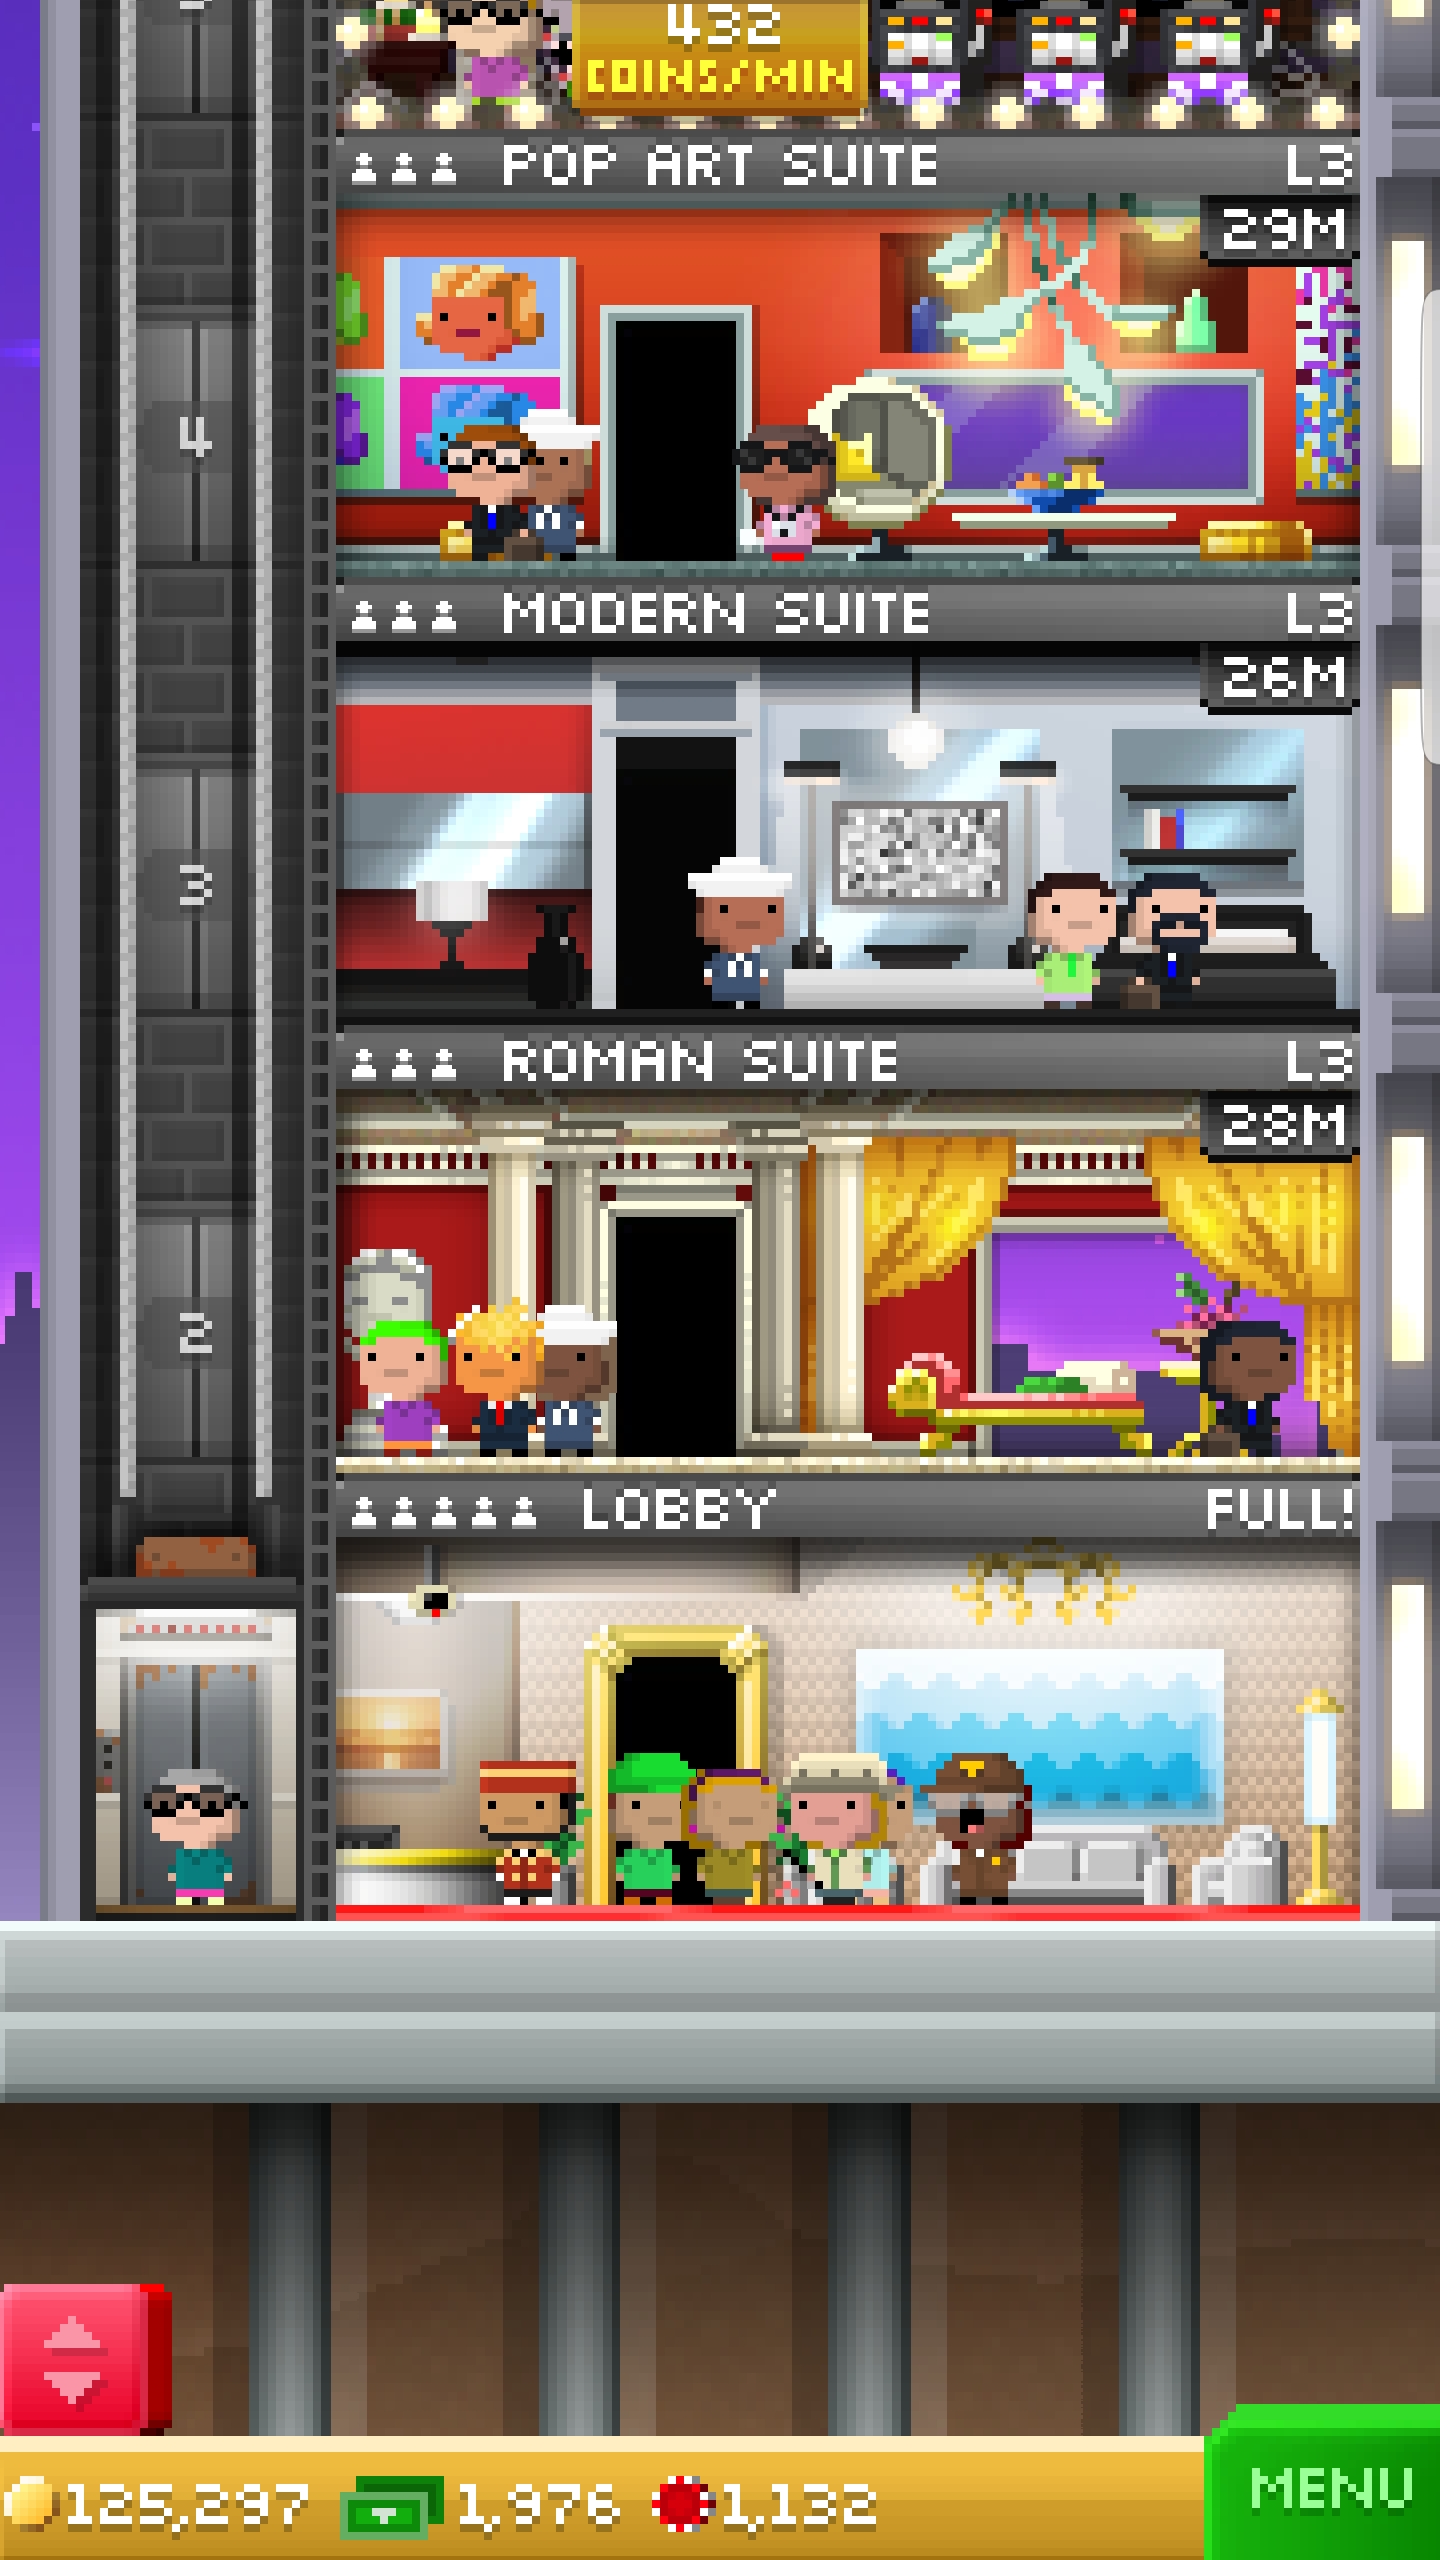 432
COINS/MIN
POP ART SUITE L3
29M
4
MODERN SUITE L3
26M
3
ROMAN SUITE L3
28M
2
LOBBY FULL!
125,297 1,976 1,132
MENU